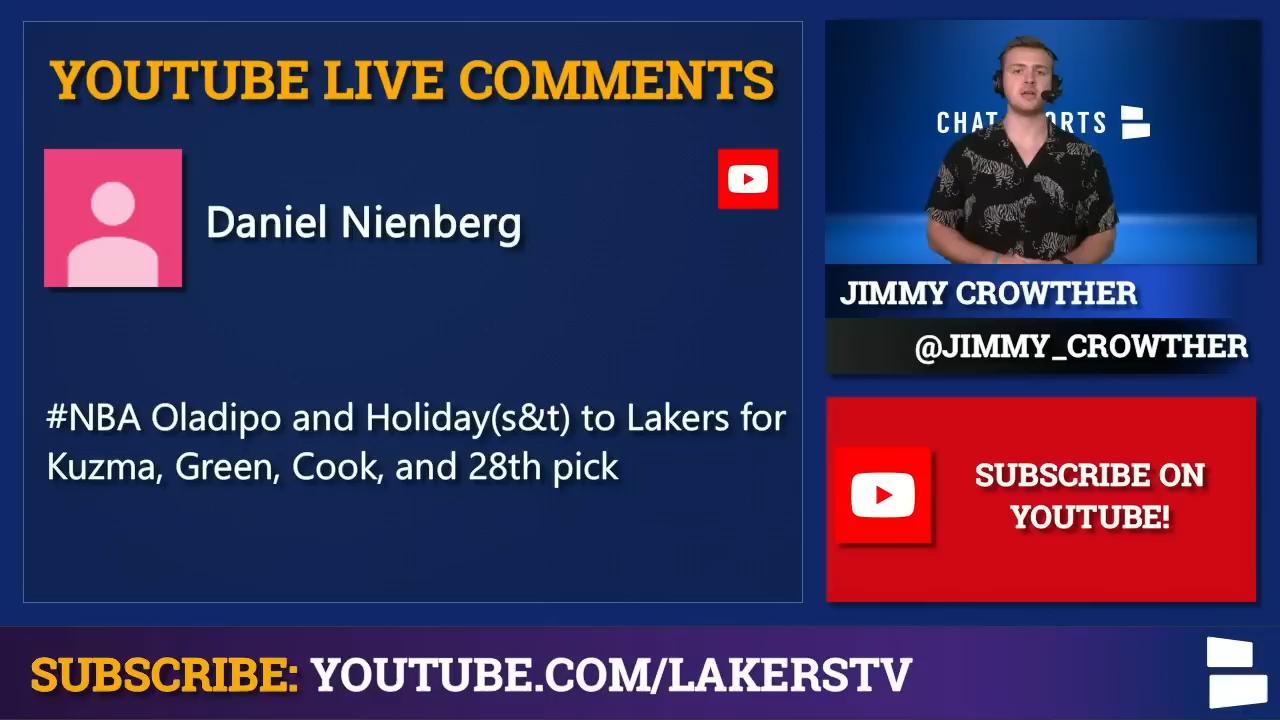 YOUTUBE LIVE COMMENTS
Daniel Nienberg
#NBA Oladipo and Holiday(s&t) to Lakers for
Kuzma, Green, Cook, and 28th pick
JIMMY CROWTHER
@JIMMY_CROWTHER
SUBSCRIBE ON
YOUTUBE!
SUBSCRIBE: YOUTUBE.COM/LAKERSTV